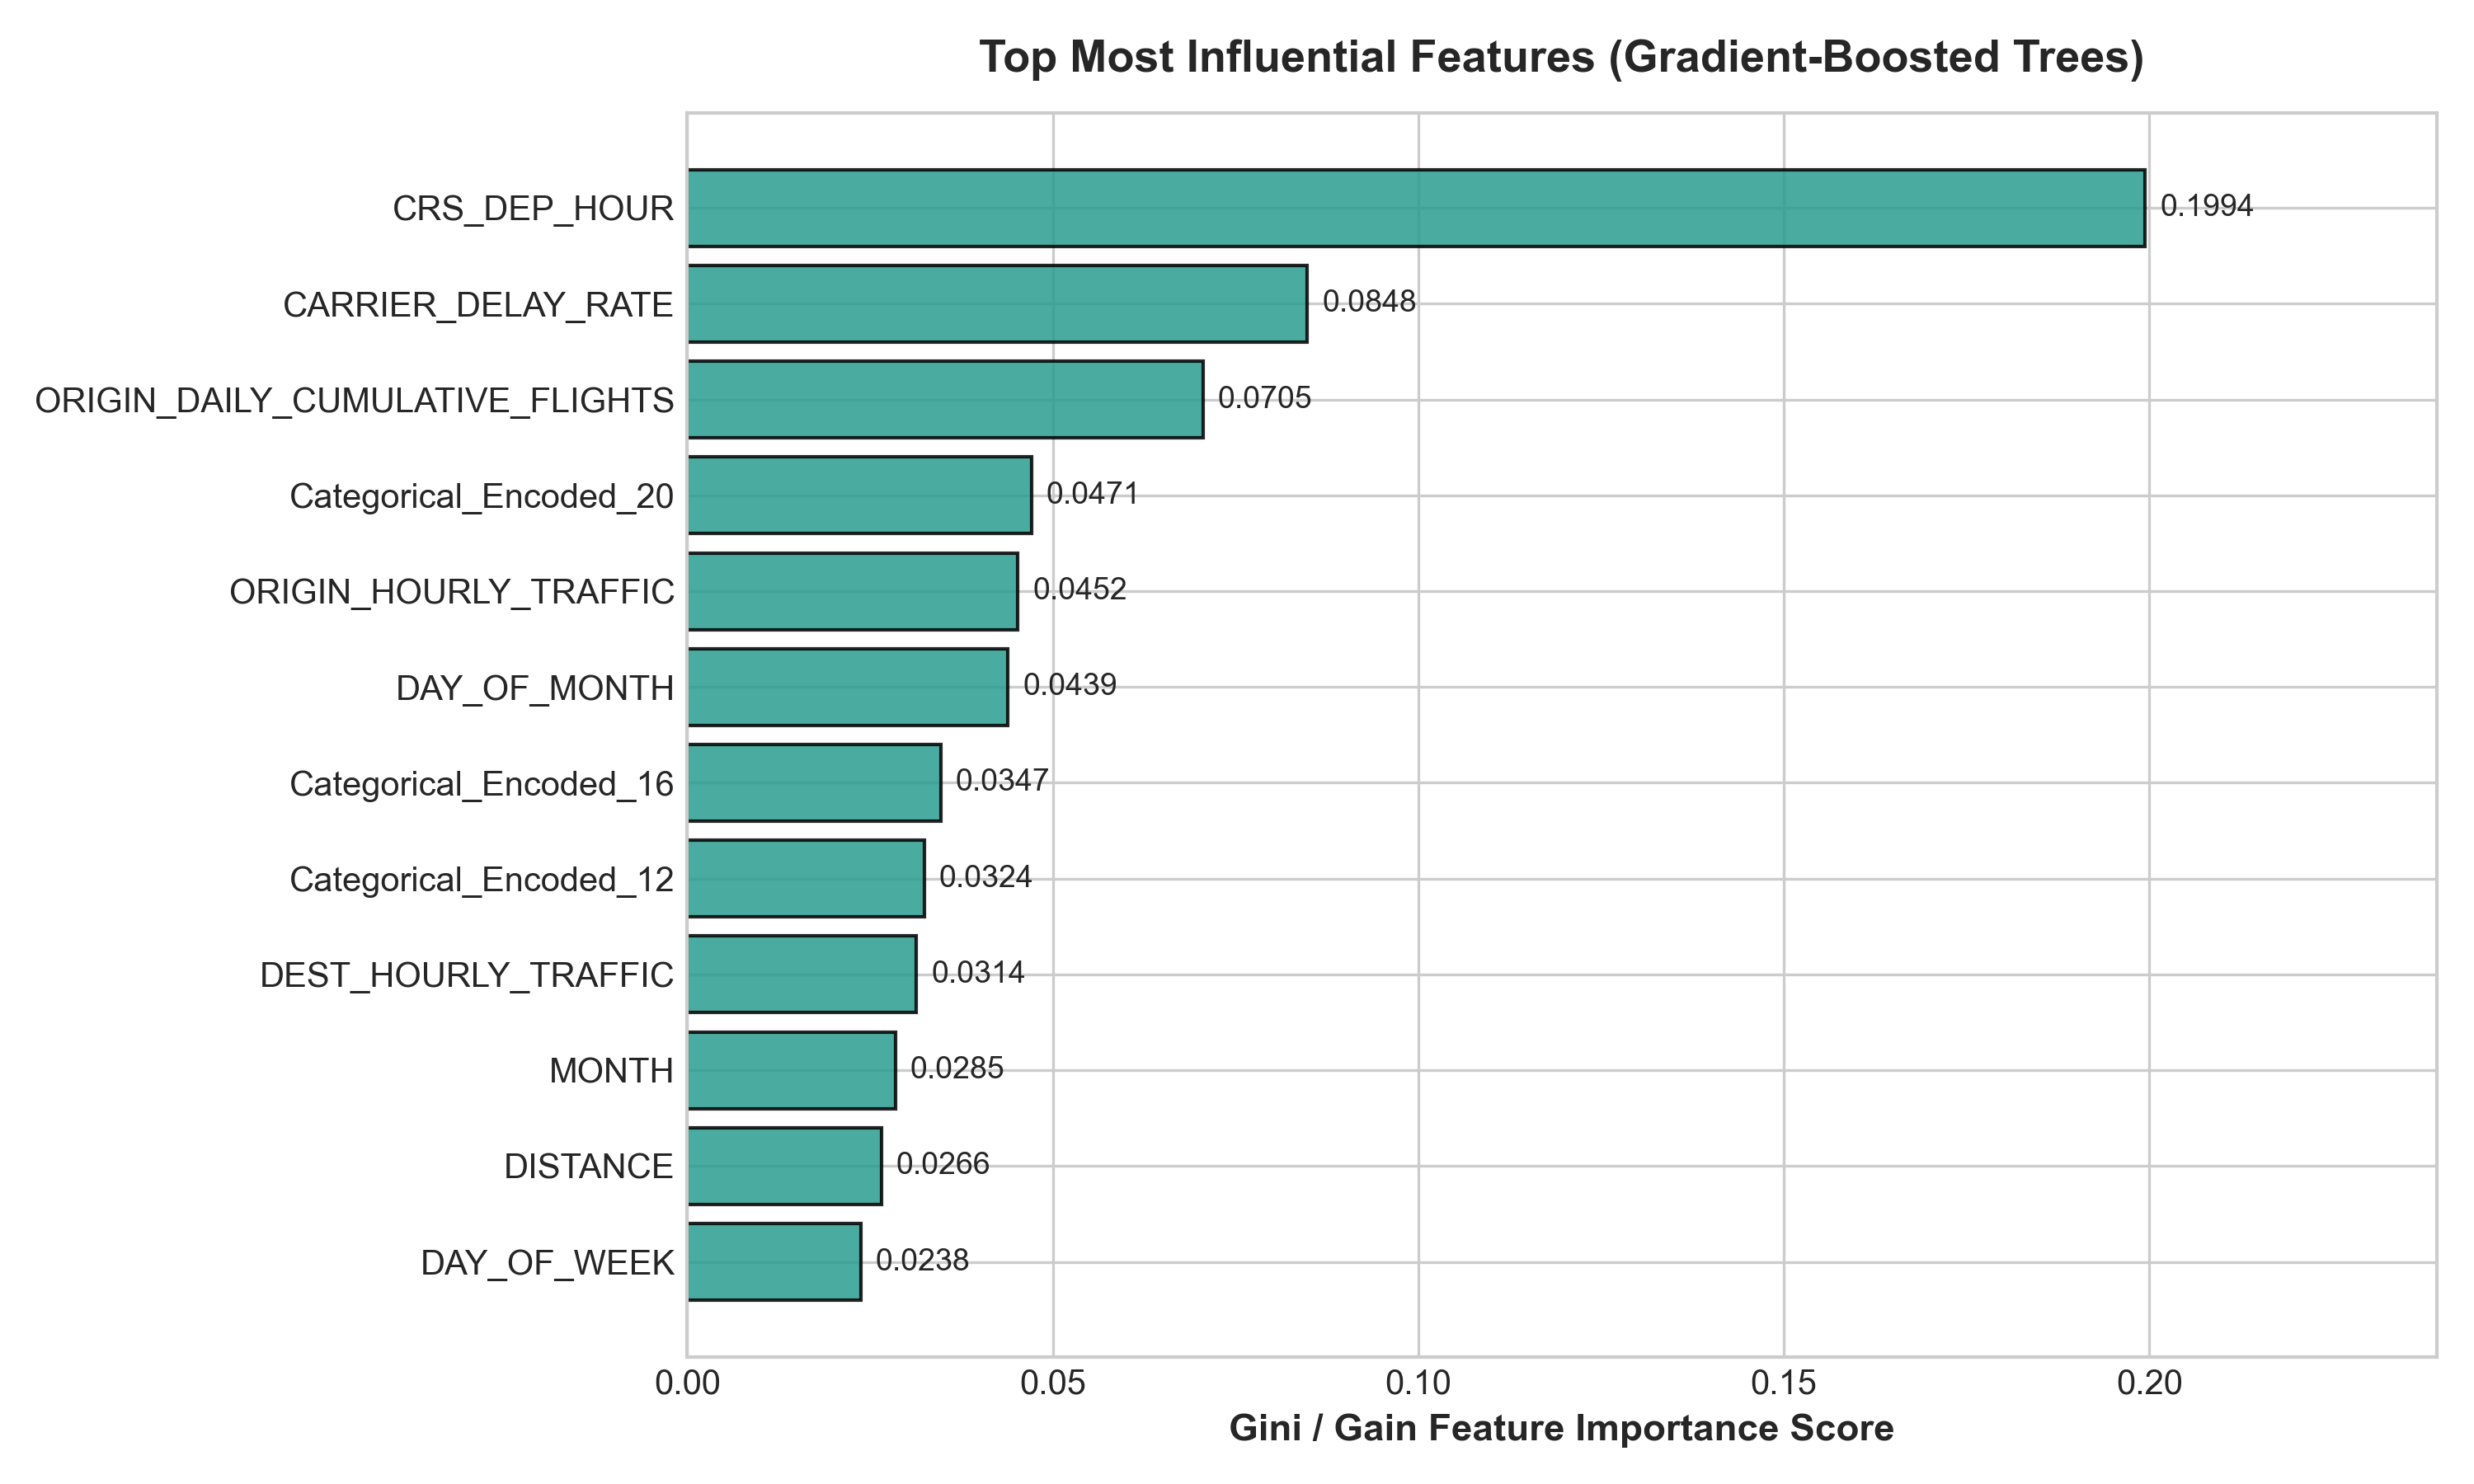 Top Most Influential Features (Gradient-Boosted Trees)
CRS_DEP_HOUR 0.1994
CARRIER_DELAY_RATE 0.0848
ORIGIN_DAILY_CUMULATIVE_FLIGHTS 0.0705
Categorical_Encoded_20 0.0471
ORIGIN_HOURLY_TRAFFIC 0.0452
DAY_OF_MONTH 0.0439
Categorical_Encoded_16 0.0347
Categorical_Encoded_12 0.0324
DEST_HOURLY_TRAFFIC 0.0314
MONTH 0.0285
DISTANCE 0.0266
DAY_OF_WEEK 0.0238
0.00 0.05 0.10 0.15 0.20
Gini / Gain Feature Importance Score